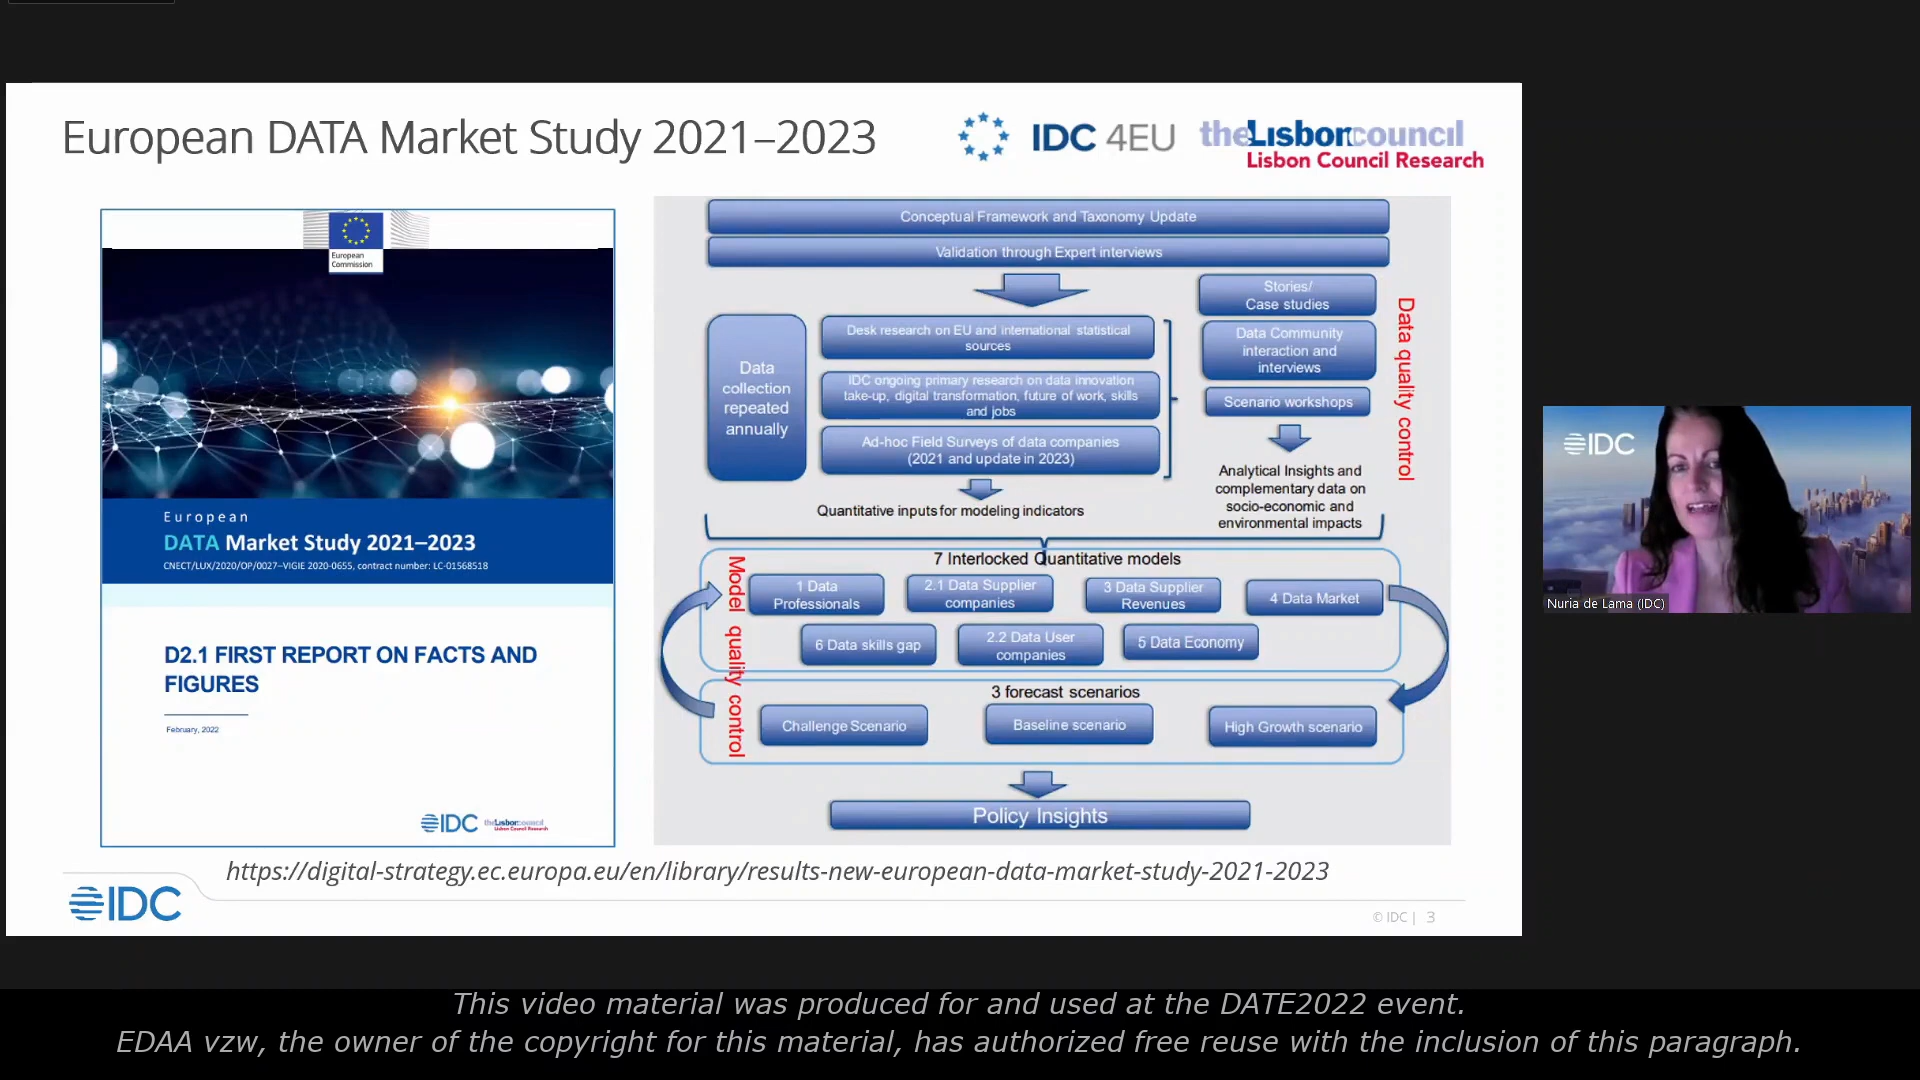 European DATA Market Study 2021–2023
IDC 4EU
theLisboncouncil
Lisbon Council Research
European
Commission
European
DATA Market Study 2021–2023
CNECT/LUX/2020/OP/0027–VIGIE 2020-0655, contract number: LC-01568518
D2.1 FIRST REPORT ON FACTS AND
FIGURES
February, 2022
IDC
theLisboncouncil
Lisbon Council Research
Conceptual Framework and Taxonomy Update
Validation through Expert interviews
Data
collection
repeated
annually
Desk research on EU and international statistical
sources
IDC ongoing primary research on data innovation
take-up, digital transformation, future of work, skills
and jobs
Ad-hoc Field Surveys of data companies
(2021 and update in 2023)
Quantitative inputs for modeling indicators
Stories/
Case studies
Data Community
interaction and
interviews
Scenario workshops
Analytical Insights and
complementary data on
socio-economic and
environmental impacts
Data quality control
7 Interlocked Quantitative models
Model quality control
1 Data
Professionals
2.1 Data Supplier
companies
3 Data Supplier
Revenues
4 Data Market
6 Data skills gap
2.2 Data User
companies
5 Data Economy
3 forecast scenarios
Challenge Scenario
Baseline scenario
High Growth scenario
Policy Insights
https://digital-strategy.ec.europa.eu/en/library/results-new-european-data-market-study-2021-2023
IDC
© IDC | 3
IDC
Nuria de Lama (IDC)
This video material was produced for and used at the DATE2022 event.
EDAA vzw, the owner of the copyright for this material, has authorized free reuse with the inclusion of this paragraph.